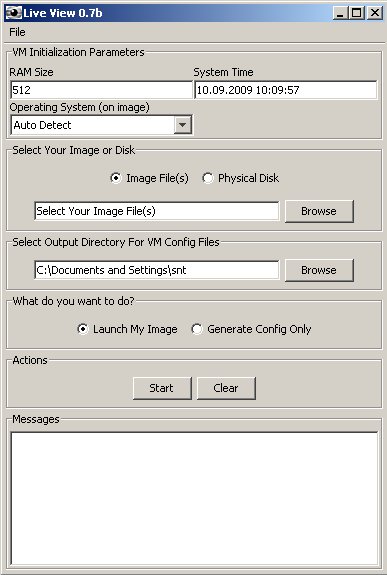 Live View 0.7b
File
VM Initialization Parameters
RAM Size
System Time
512
10.09.2009 10:09:57
Operating System (on image)
Auto Detect
Select Your Image or Disk
Image File(s) Physical Disk
Select Your Image File(s) Browse
Select Output Directory For VM Config Files
C:\Documents and Settings\snt Browse
What do you want to do?
Launch My Image Generate Config Only
Actions
Start Clear
Messages